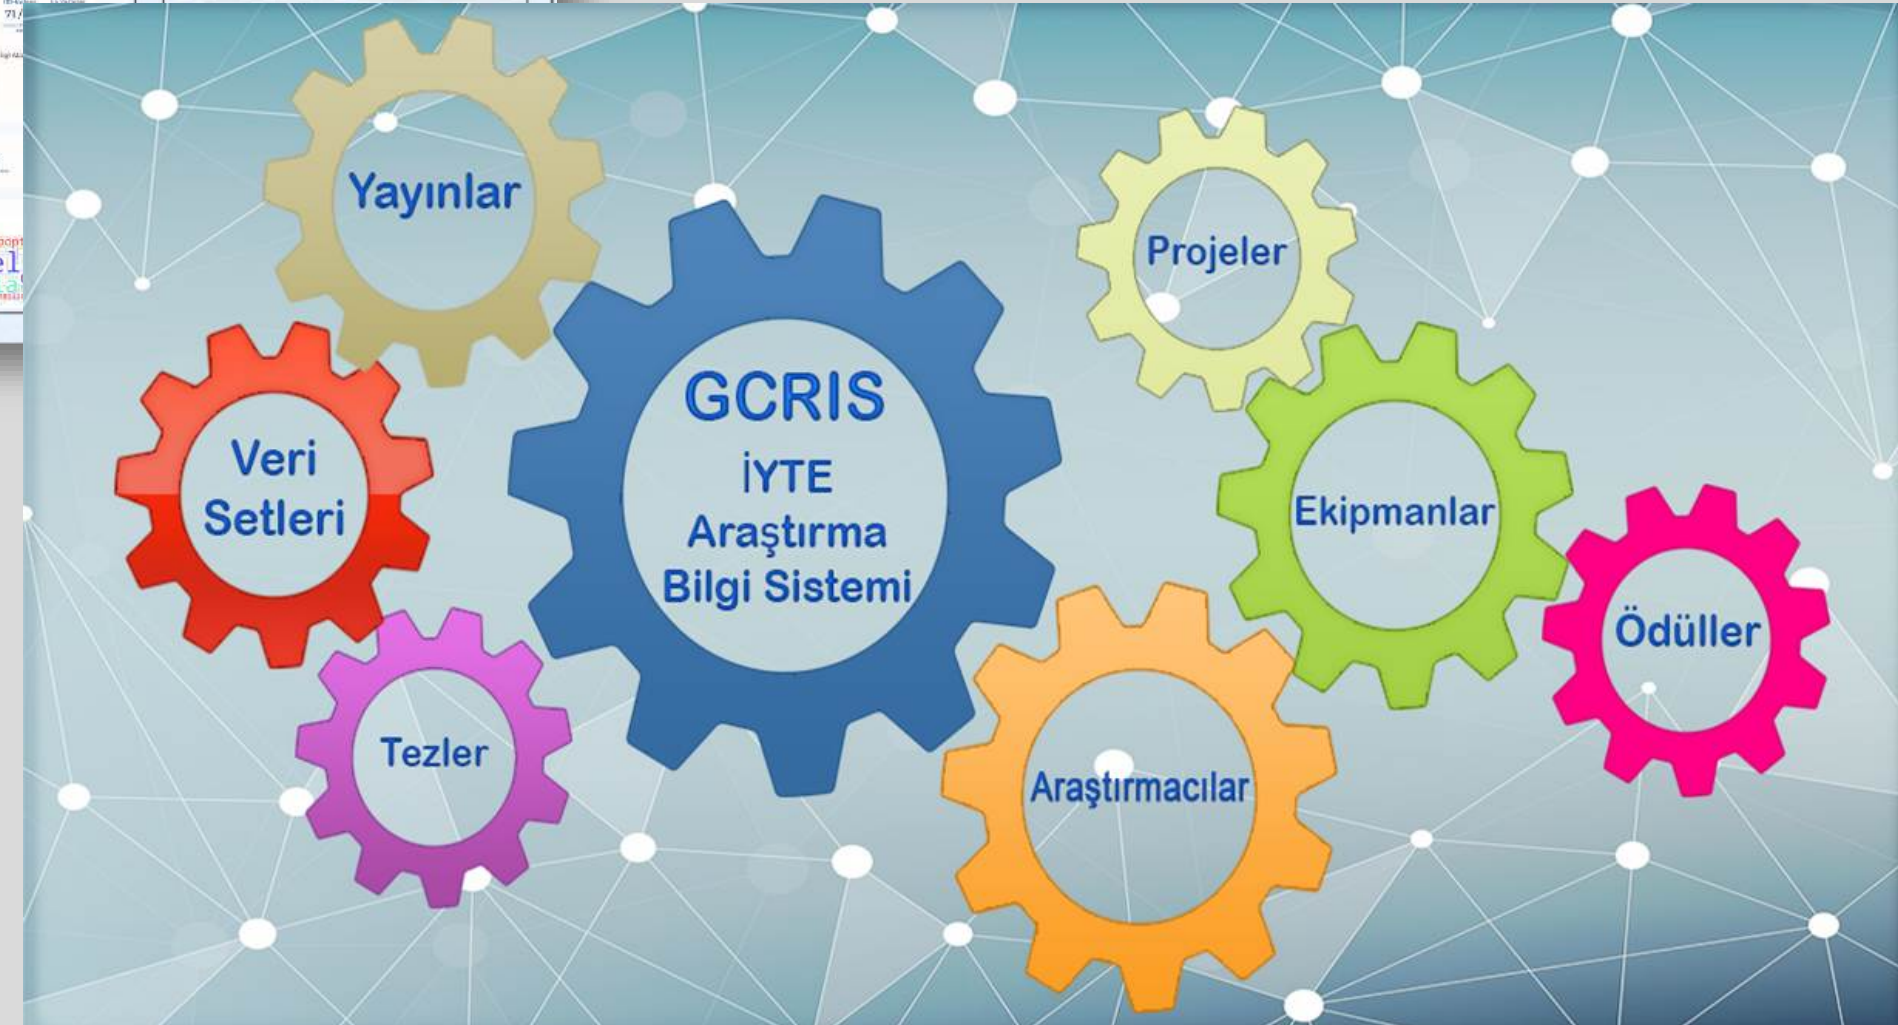 Yayınlar
Projeler
GCRIS
İYTE
Araştırma
Bilgi Sistemi
Veri
Setleri
Ekipmanlar
Ödüller
Tezler
Araştırmacılar